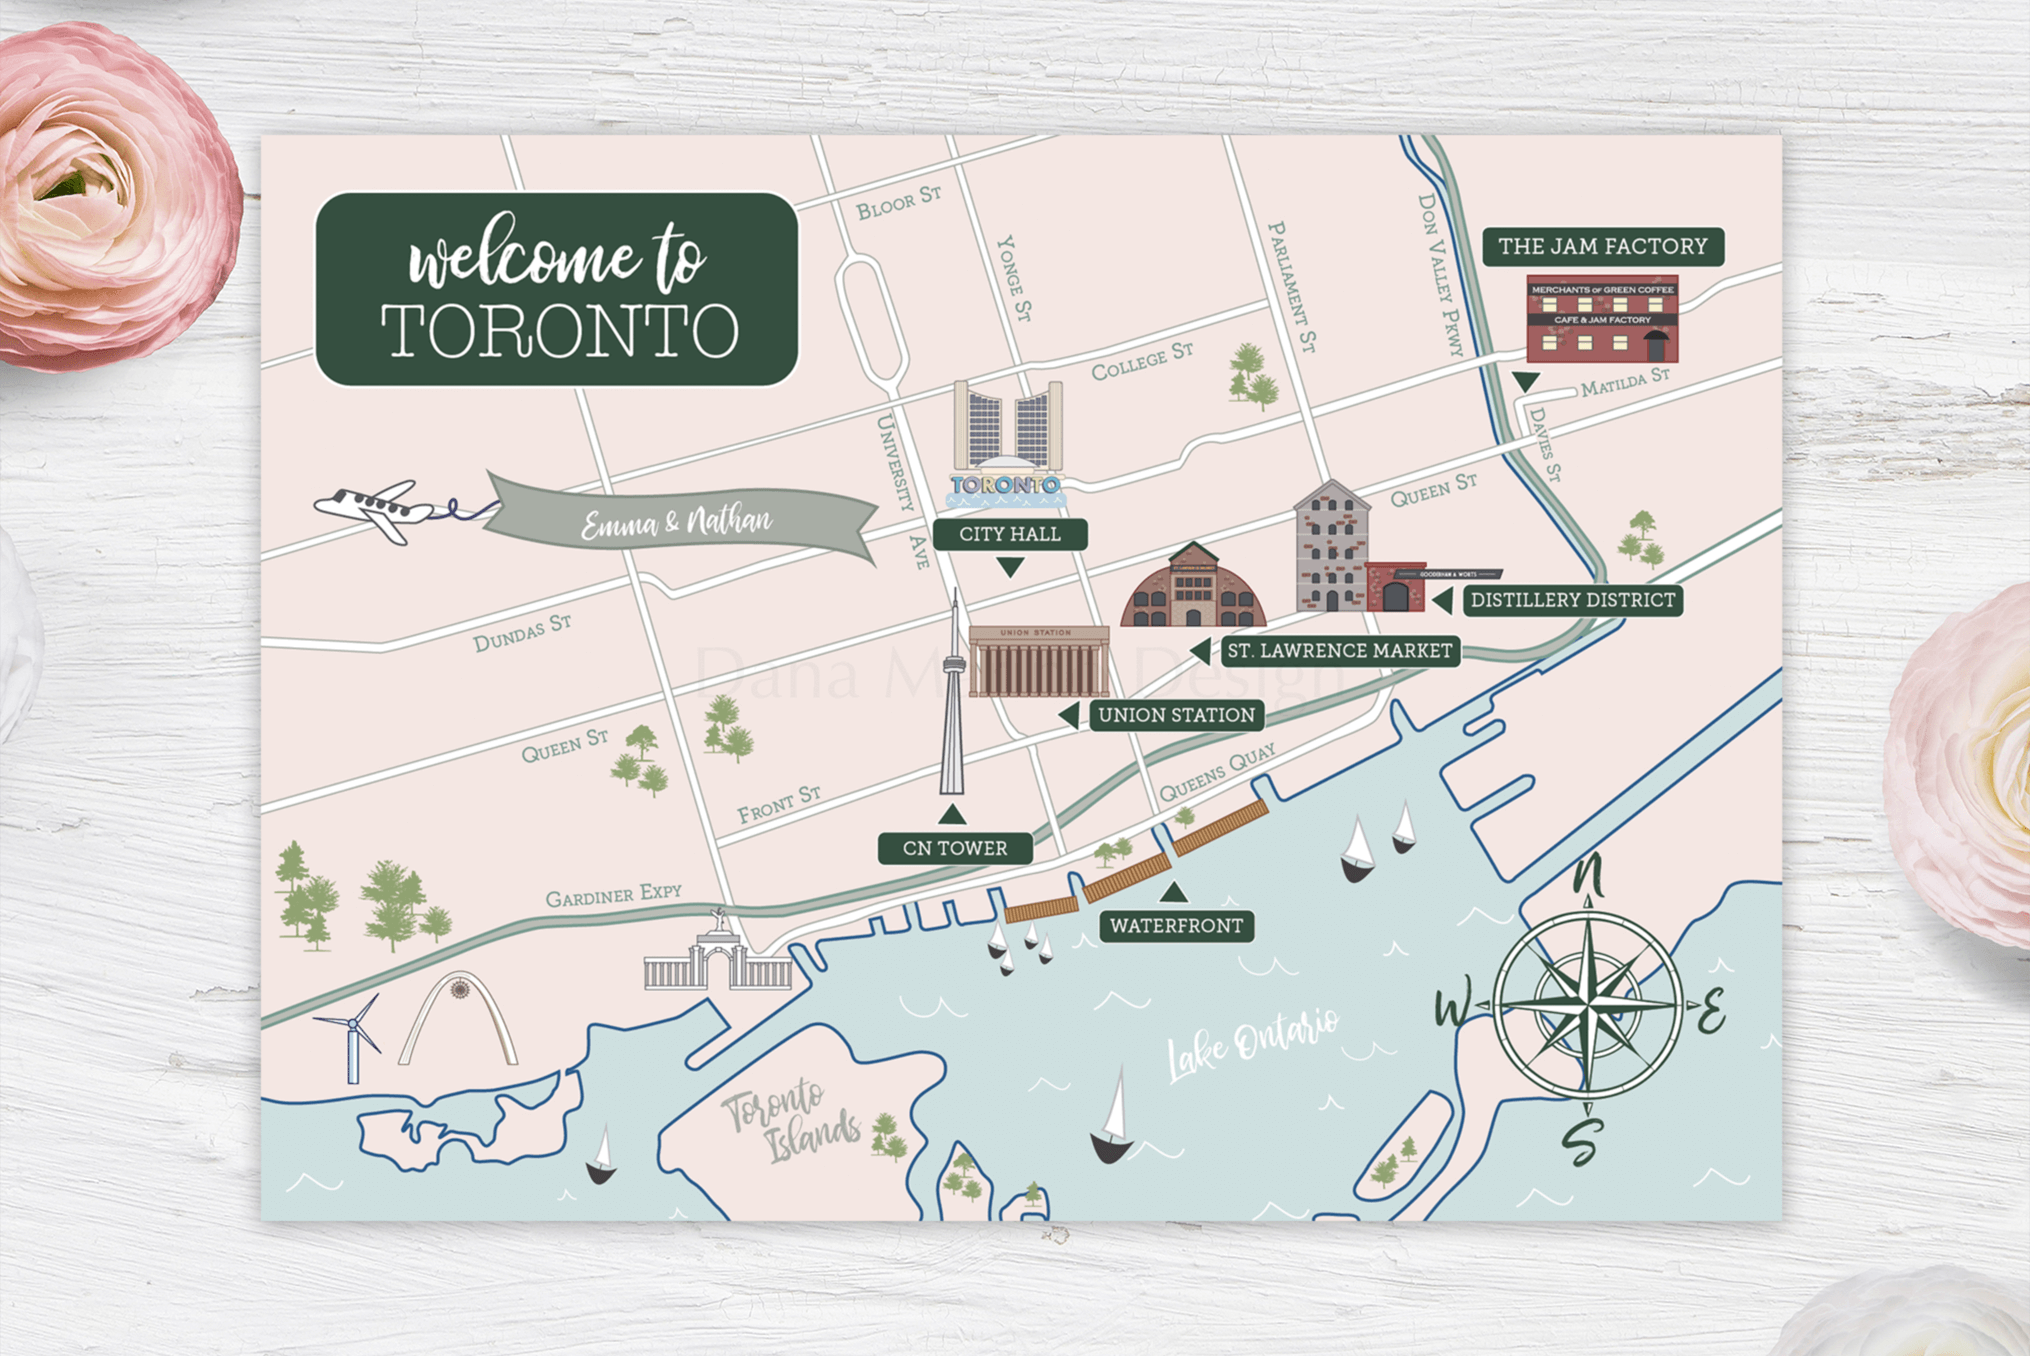 welcome to
TORONTO
BLOOR ST
YONGE ST
PARLIAMENT ST
DON VALLEY PKWY
THE JAM FACTORY
MERCHANTS OF GREEN COFFEE
CAFE & JAM FACTORY
COLLEGE ST
MATILDA ST
DAVIES ST
UNIVERSITY AVE
TORONTO
CITY HALL
QUEEN ST
Emma & Nathan
DUNDAS ST
GOODERHAM & WORTS
DISTILLERY DISTRICT
UNION STATION
ST. LAWRENCE MARKET
Dana M Design
UNION STATION
QUEEN ST
FRONT ST
QUEENS QUAY
CN TOWER
GARDINER EXPY
WATERFRONT
N
W
E
S
Lake Ontario
Toronto
Islands